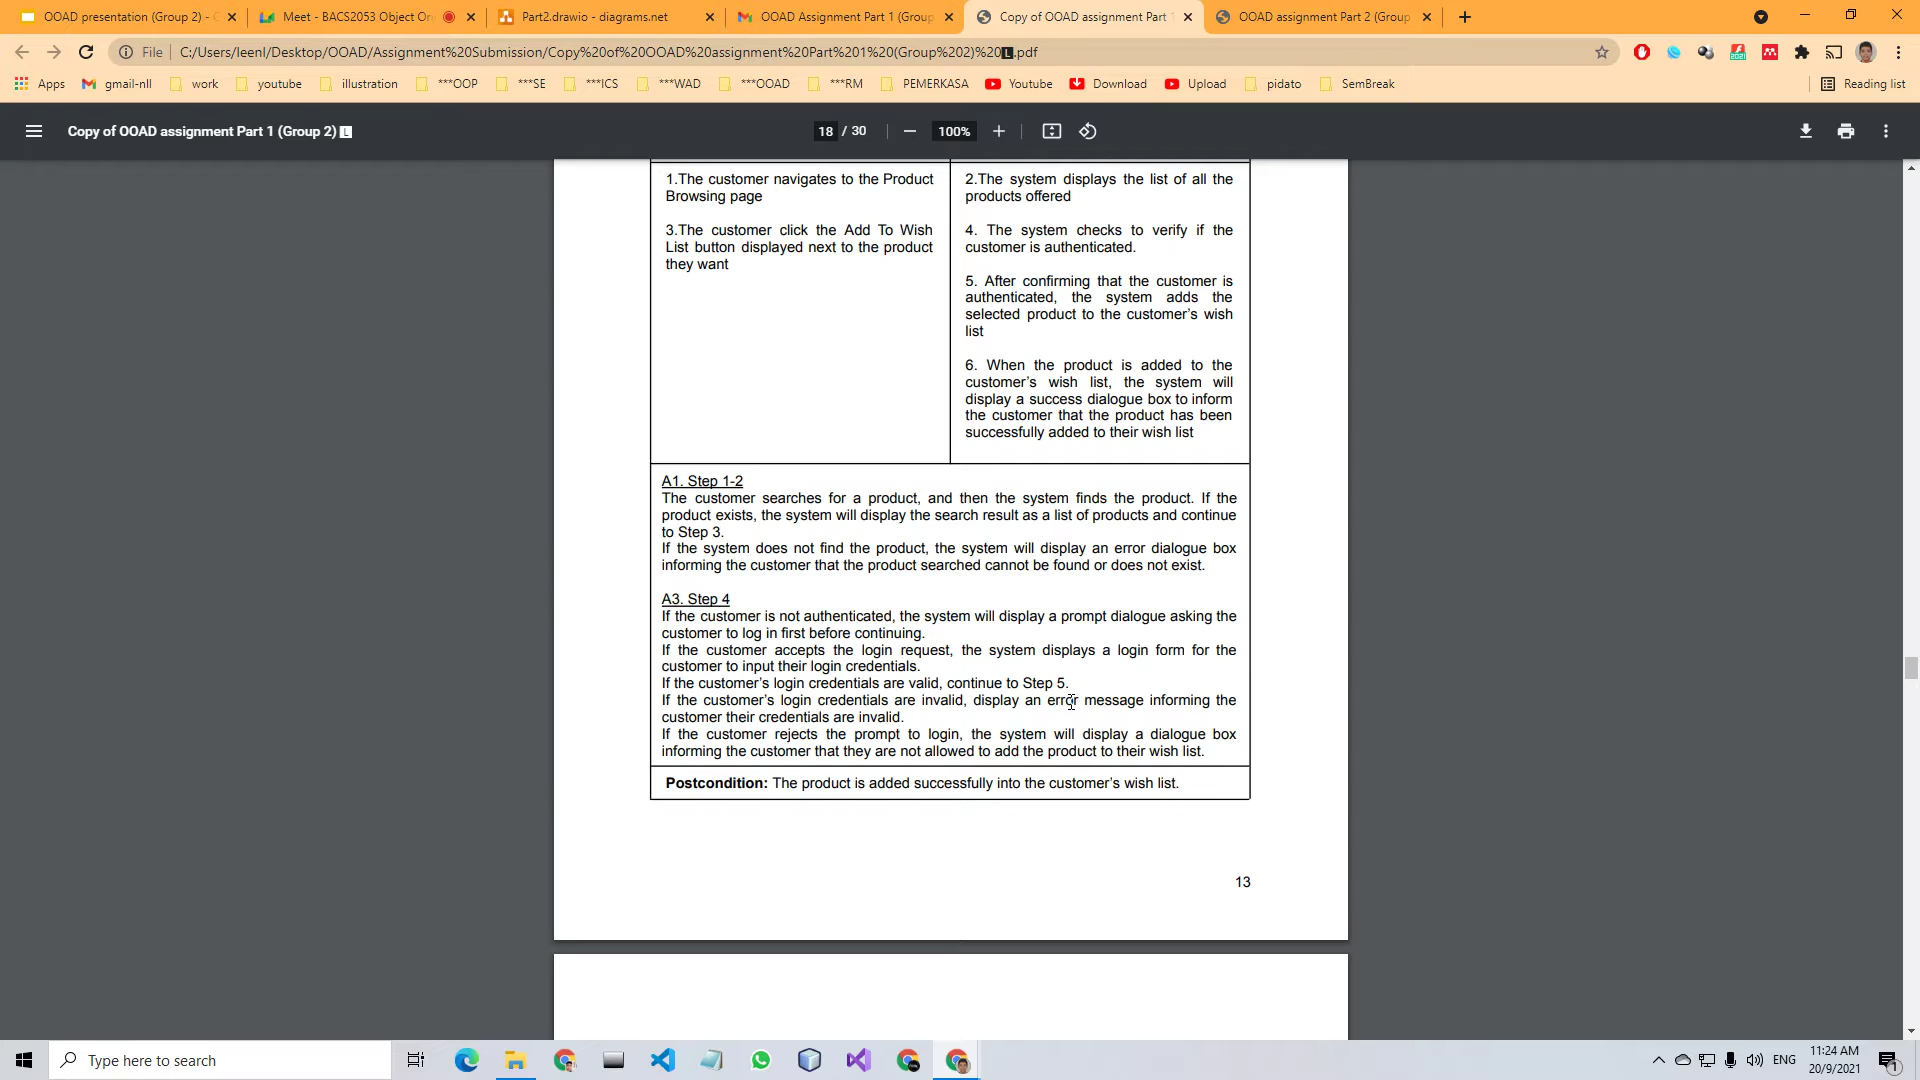 OOAD presentation (Group 2) - G
Meet - BACS2053 Object Ori
Part2.drawio - diagrams.net
OOAD Assignment Part 1 (Group
Copy of OOAD assignment Part
OOAD assignment Part 2 (Group
File
C:/Users/leenl/Desktop/OOAD/Assignment%20Submission/Copy%20of%20OOAD%20assignment%20Part%201%20(Group%202)%20🅻.pdf
Apps
gmail-nll
work
youtube
illustration
***OOP
***SE
***ICS
***WAD
***OOAD
***RM
PEMERKASA
Youtube
Download
Upload
pidato
SemBreak
Reading list
Copy of OOAD assignment Part 1 (Group 2) 🅻
18 / 30
100%
1.The customer navigates to the Product
Browsing page
3.The customer click the Add To Wish
List button displayed next to the product
they want
2.The system displays the list of all the
products offered
4. The system checks to verify if the
customer is authenticated.
5. After confirming that the customer is
authenticated, the system adds the
selected product to the customer's wish
list
6. When the product is added to the
customer's wish list, the system will
display a success dialogue box to inform
the customer that the product has been
successfully added to their wish list
A1. Step 1-2
The customer searches for a product, and then the system finds the product. If the
product exists, the system will display the search result as a list of products and continue
to Step 3.
If the system does not find the product, the system will display an error dialogue box
informing the customer that the product searched cannot be found or does not exist.
A3. Step 4
If the customer is not authenticated, the system will display a prompt dialogue asking the
customer to log in first before continuing.
If the customer accepts the login request, the system displays a login form for the
customer to input their login credentials.
If the customer's login credentials are valid, continue to Step 5.
If the customer's login credentials are invalid, display an error message informing the
customer their credentials are invalid.
If the customer rejects the prompt to login, the system will display a dialogue box
informing the customer that they are not allowed to add the product to their wish list.
Postcondition: The product is added successfully into the customer's wish list.
13
Type here to search
ENG
11:24 AM
20/9/2021
1